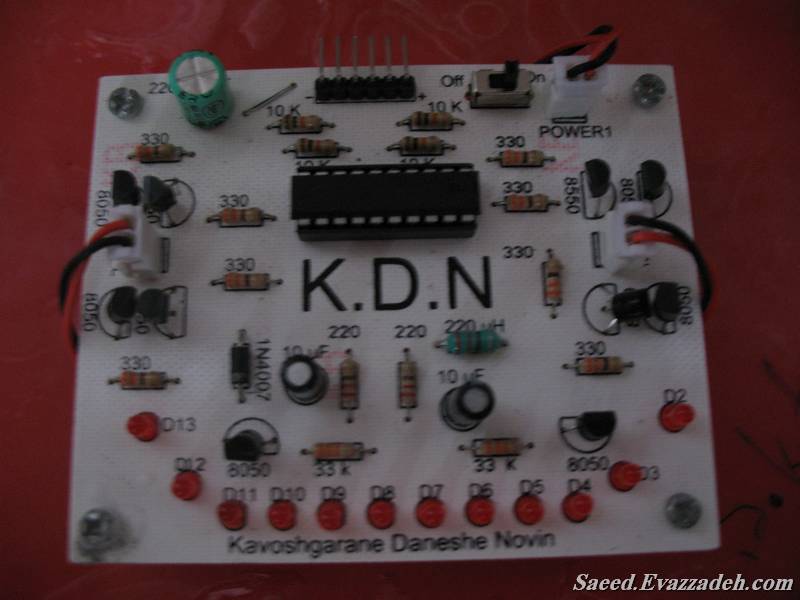 220
Off
On
10 K
10 K
POWER1
330
330
10 K
10 K
8050
330
330
8550
330
330
K.D.N
8050
8050
1N4007
220
220
220 uH
330
10 uF
10 uF
330
D2
D13
8050
33 k
33 K
8050
D12
D3
D11
D10
D9
D8
D7
D6
D5
D4
Kavoshgarane Daneshe Novin
Saeed.Evazzadeh.com